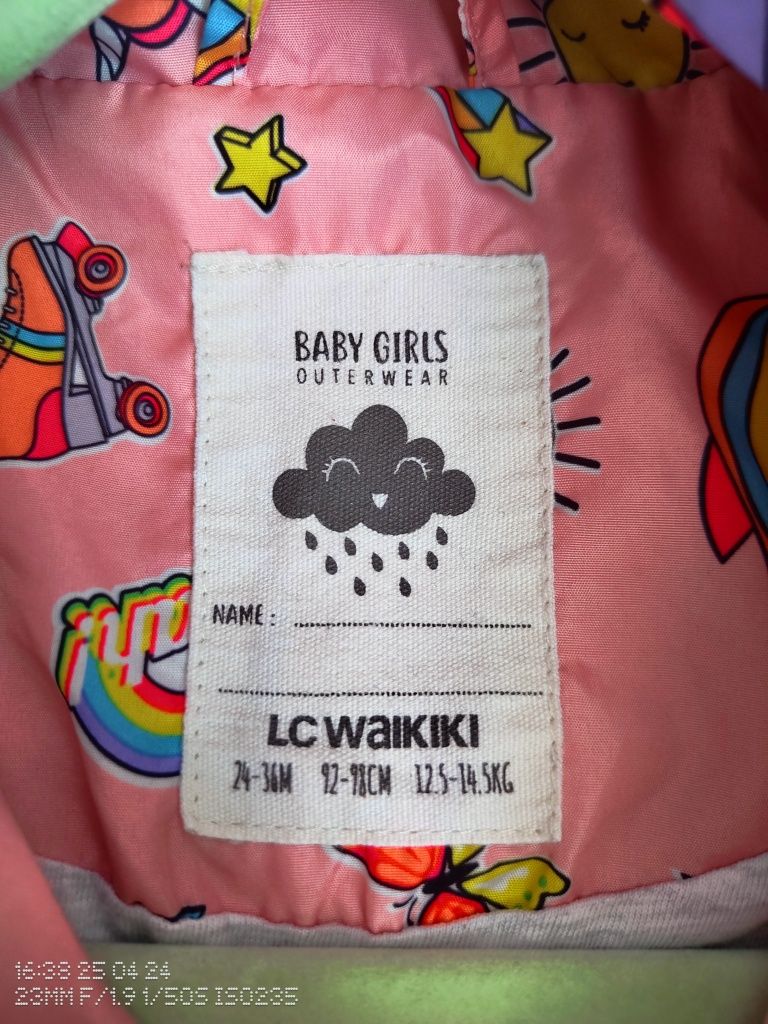 BABY GIRLS
OUTERWEAR
NAME :
LC WAIKIKI
24-36M 92-98CM 12.5-14.5KG
16:33 25 04 24
23MM F/1.9 1/50S ISO235